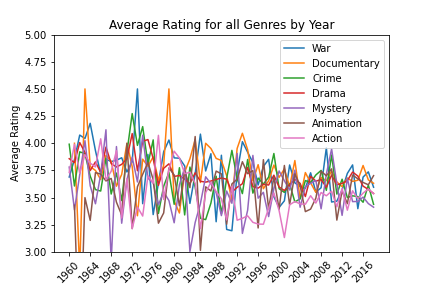 Average Rating for all Genres by Year
Average Rating
5.00
4.75
4.50
4.25
4.00
3.75
3.50
3.25
3.00
War
Documentary
Crime
Drama
Mystery
Animation
Action
1960
1964
1968
1972
1976
1980
1984
1988
1992
1996
2000
2004
2008
2012
2016